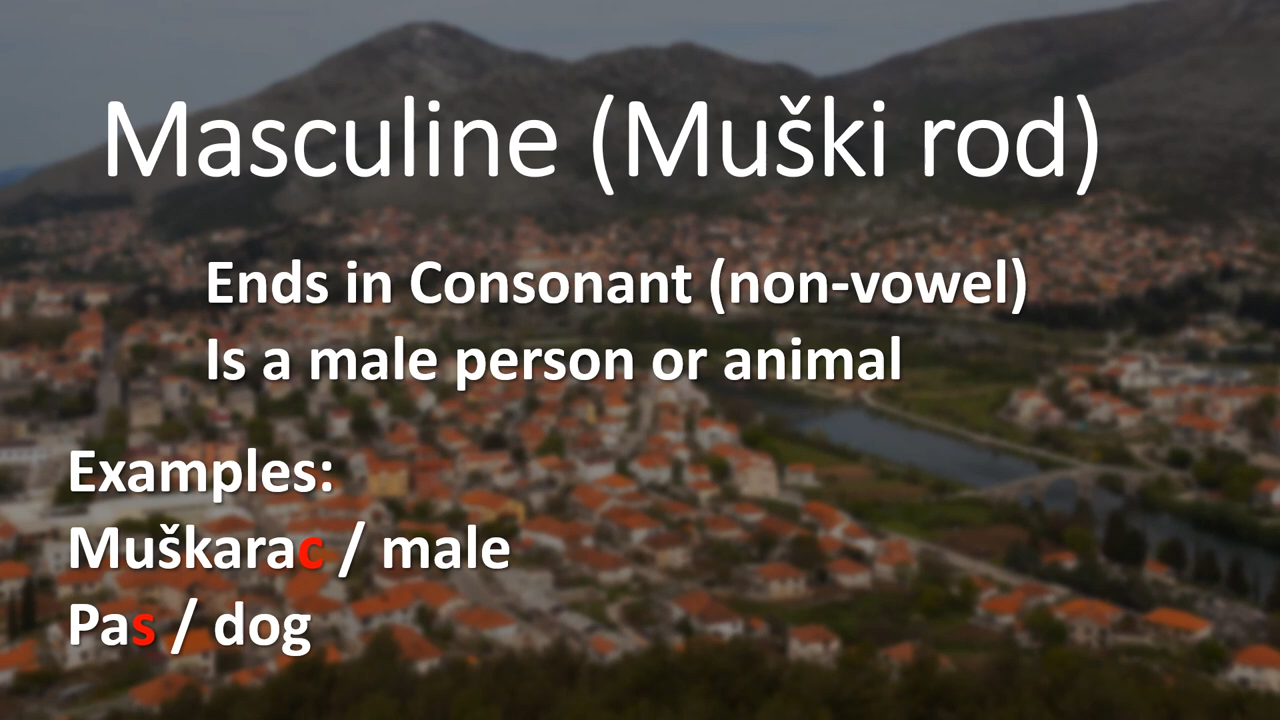 Masculine (Muški rod)
Ends in Consonant (non-vowel)
Is a male person or animal
Examples:
Muškarac / male
Pas / dog